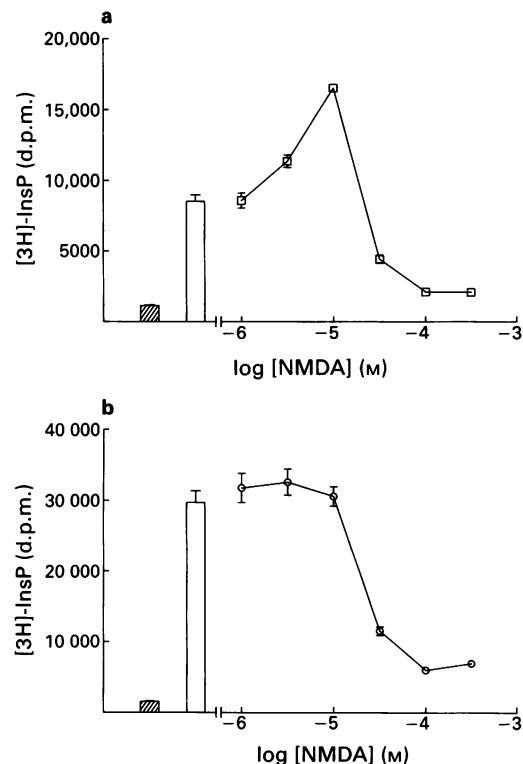 a
20,000
15,000
10,000
5000
[3H]-InsP (d.p.m.)
−6 −5 −4 −3
log [NMDA] (M)
b
40 000
30 000
20 000
10 000
[3H]-InsP (d.p.m.)
−6 −5 −4 −3
log [NMDA] (M)